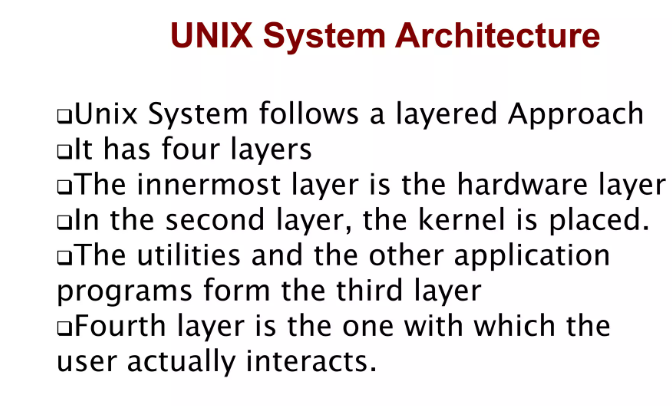 UNIX System Architecture
❑Unix System follows a layered Approach
❑It has four layers
❑The innermost layer is the hardware layer
❑In the second layer, the kernel is placed.
❑The utilities and the other application
programs form the third layer
❑Fourth layer is the one with which the
user actually interacts.